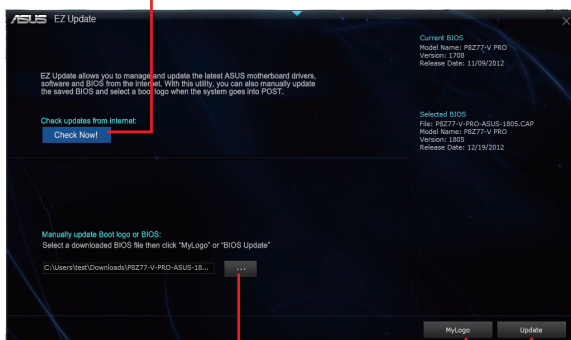 ASUS EZ Update
Current BIOS
Model Name: P8Z77-V PRO
Version: 1708
Release Date: 11/09/2012
EZ Update allows you to manage and update the latest ASUS motherboard drivers,
software and BIOS from the internet. With this utility, you can also manually update
the saved BIOS and select a boot logo when the system goes into POST.
Selected BIOS
File: P8Z77-V-PRO-ASUS-1805.CAP
Model Name: P8Z77-V PRO
Version: 1805
Release Date: 12/19/2012
Check updates from internet:
Check Now!
Manually update Boot logo or BIOS:
Select a downloaded BIOS file then click "MyLogo" or "BIOS Update"
C:\Users\test\Downloads\P8Z77-V-PRO-ASUS-18...
...
MyLogo
Update